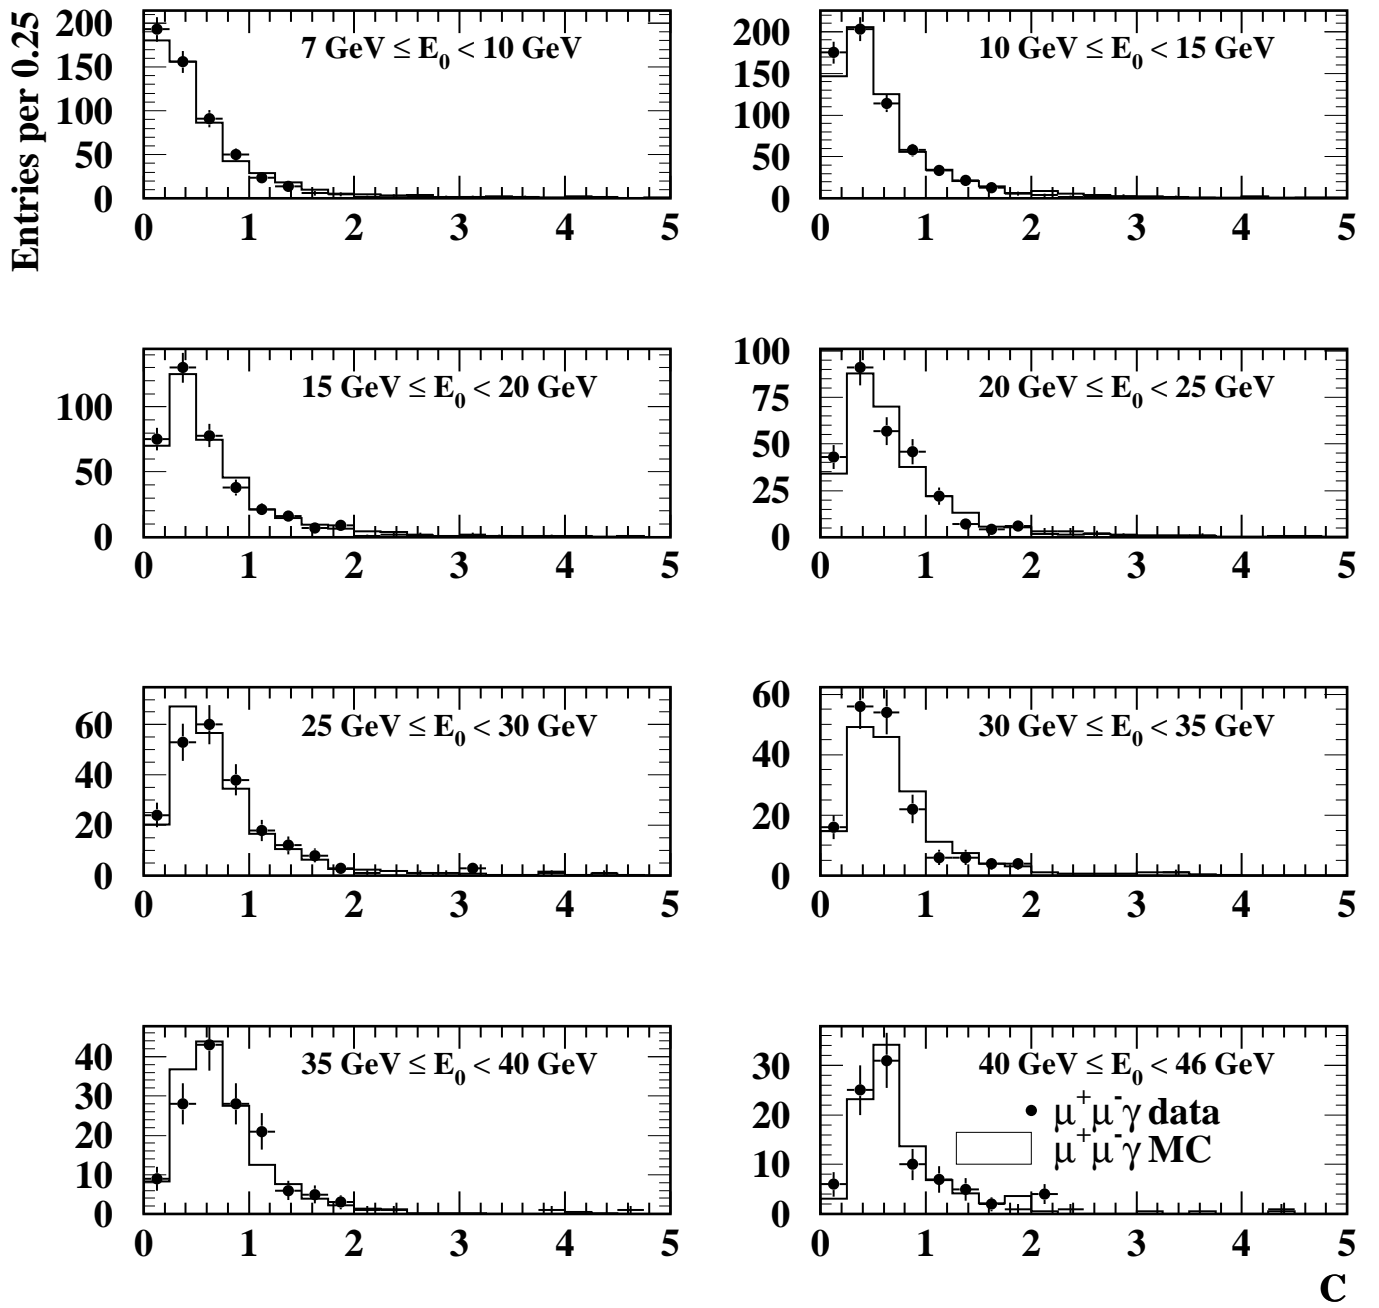 Entries per 0.25
7 GeV ≤ E0 < 10 GeV
200
150
100
50
0
0 1 2 3 4 5
10 GeV ≤ E0 < 15 GeV
200
150
100
50
0
0 1 2 3 4 5
15 GeV ≤ E0 < 20 GeV
100
50
0
0 1 2 3 4 5
20 GeV ≤ E0 < 25 GeV
100
75
50
25
0
0 1 2 3 4 5
25 GeV ≤ E0 < 30 GeV
60
40
20
0
0 1 2 3 4 5
30 GeV ≤ E0 < 35 GeV
60
40
20
0
0 1 2 3 4 5
35 GeV ≤ E0 < 40 GeV
40
30
20
10
0
0 1 2 3 4 5
40 GeV ≤ E0 < 46 GeV
μ+μ-γ data
μ+μ-γ MC
30
20
10
0
0 1 2 3 4 5
C